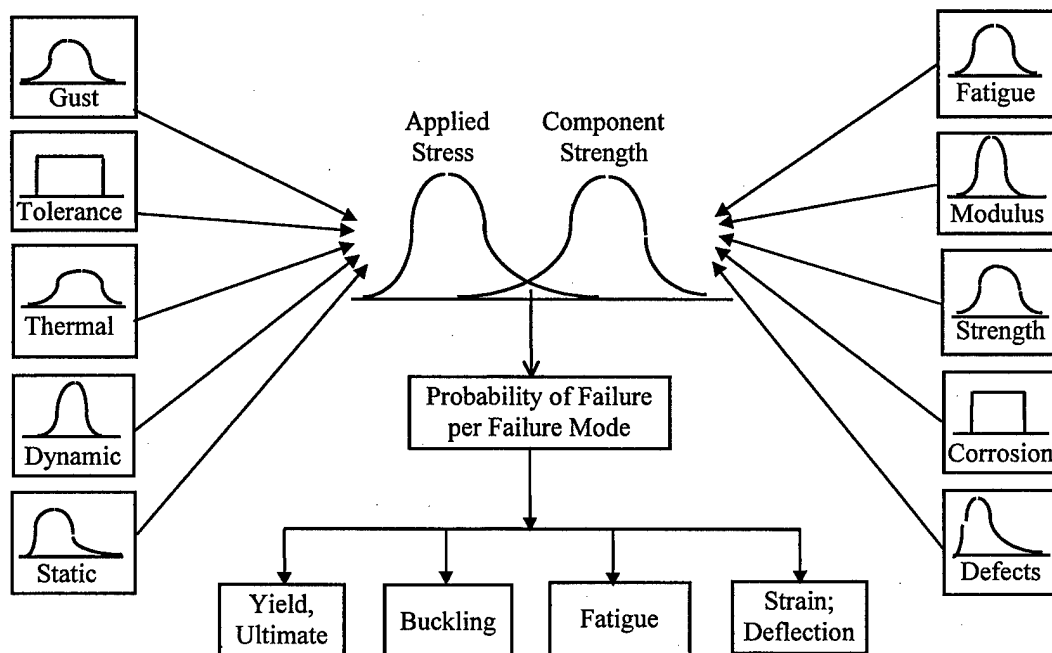 Gust
Tolerance
Thermal
Dynamic
Static
Applied
Stress
Component
Strength
Probability of Failure
per Failure Mode
Yield,
Ultimate
Buckling
Fatigue
Strain;
Deflection
Fatigue
Modulus
Strength
Corrosion
Defects